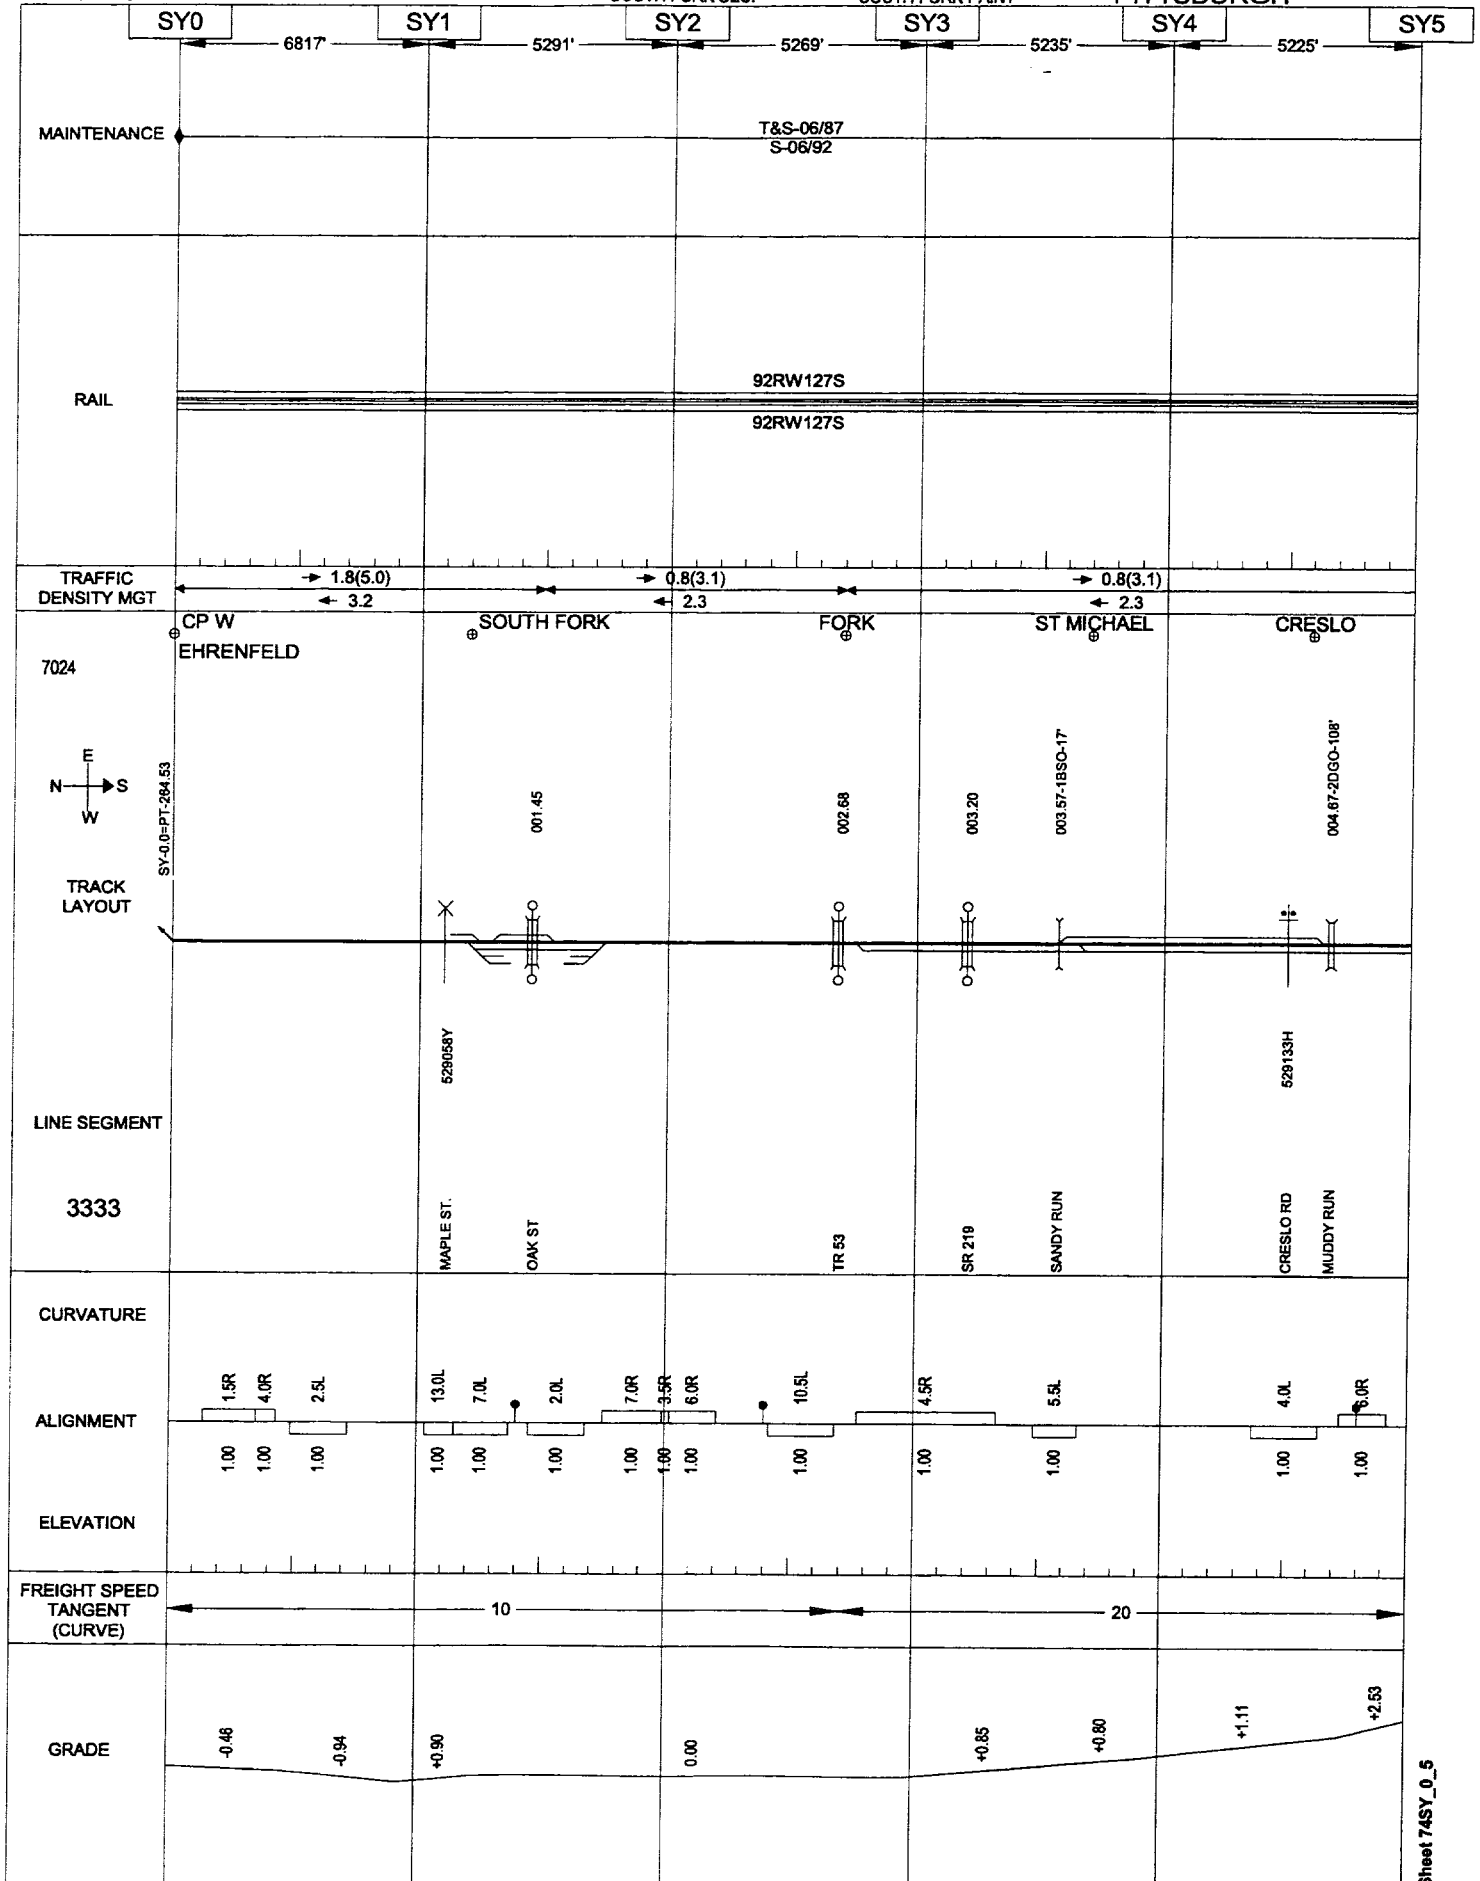 PITTSBURGH
SY0 SY1 SY2 SY3 SY4 SY5
6817' 5291' 5269' 5235' 5225'
MAINTENANCE
T&S-06/87
S-06/92
RAIL
92RW127S
92RW127S
TRAFFIC
DENSITY MGT
1.8(5.0) 0.8(3.1) 0.8(3.1)
3.2 2.3 2.3
CP W SOUTH FORK FORK ST MICHAEL CRESLO
EHRENFELD
7024
E
N S
W
SY-0.0=PT-264.53
001.45
002.68
003.20
003.57-1BSO-17'
004.67-2DGO-108'
TRACK
LAYOUT
529058Y
529133H
LINE SEGMENT
3333
MAPLE ST.
OAK ST
TR 53
SR 219
SANDY RUN
CRESLO RD
MUDDY RUN
CURVATURE
1.5R 4.0R 2.5L 13.0L 7.0L 2.0L 7.0R 3.5R 6.0R 10.5L 4.5R 5.5L 4.0L 6.0R
ALIGNMENT
1.00 1.00 1.00 1.00 1.00 1.00 1.00 1.00 1.00 1.00 1.00 1.00 1.00 1.00
ELEVATION
FREIGHT SPEED
TANGENT
(CURVE)
10 20
GRADE
-0.48 -0.94 +0.90 0.00 +0.85 +0.80 +1.11 +2.53
Sheet 74SY_0_5